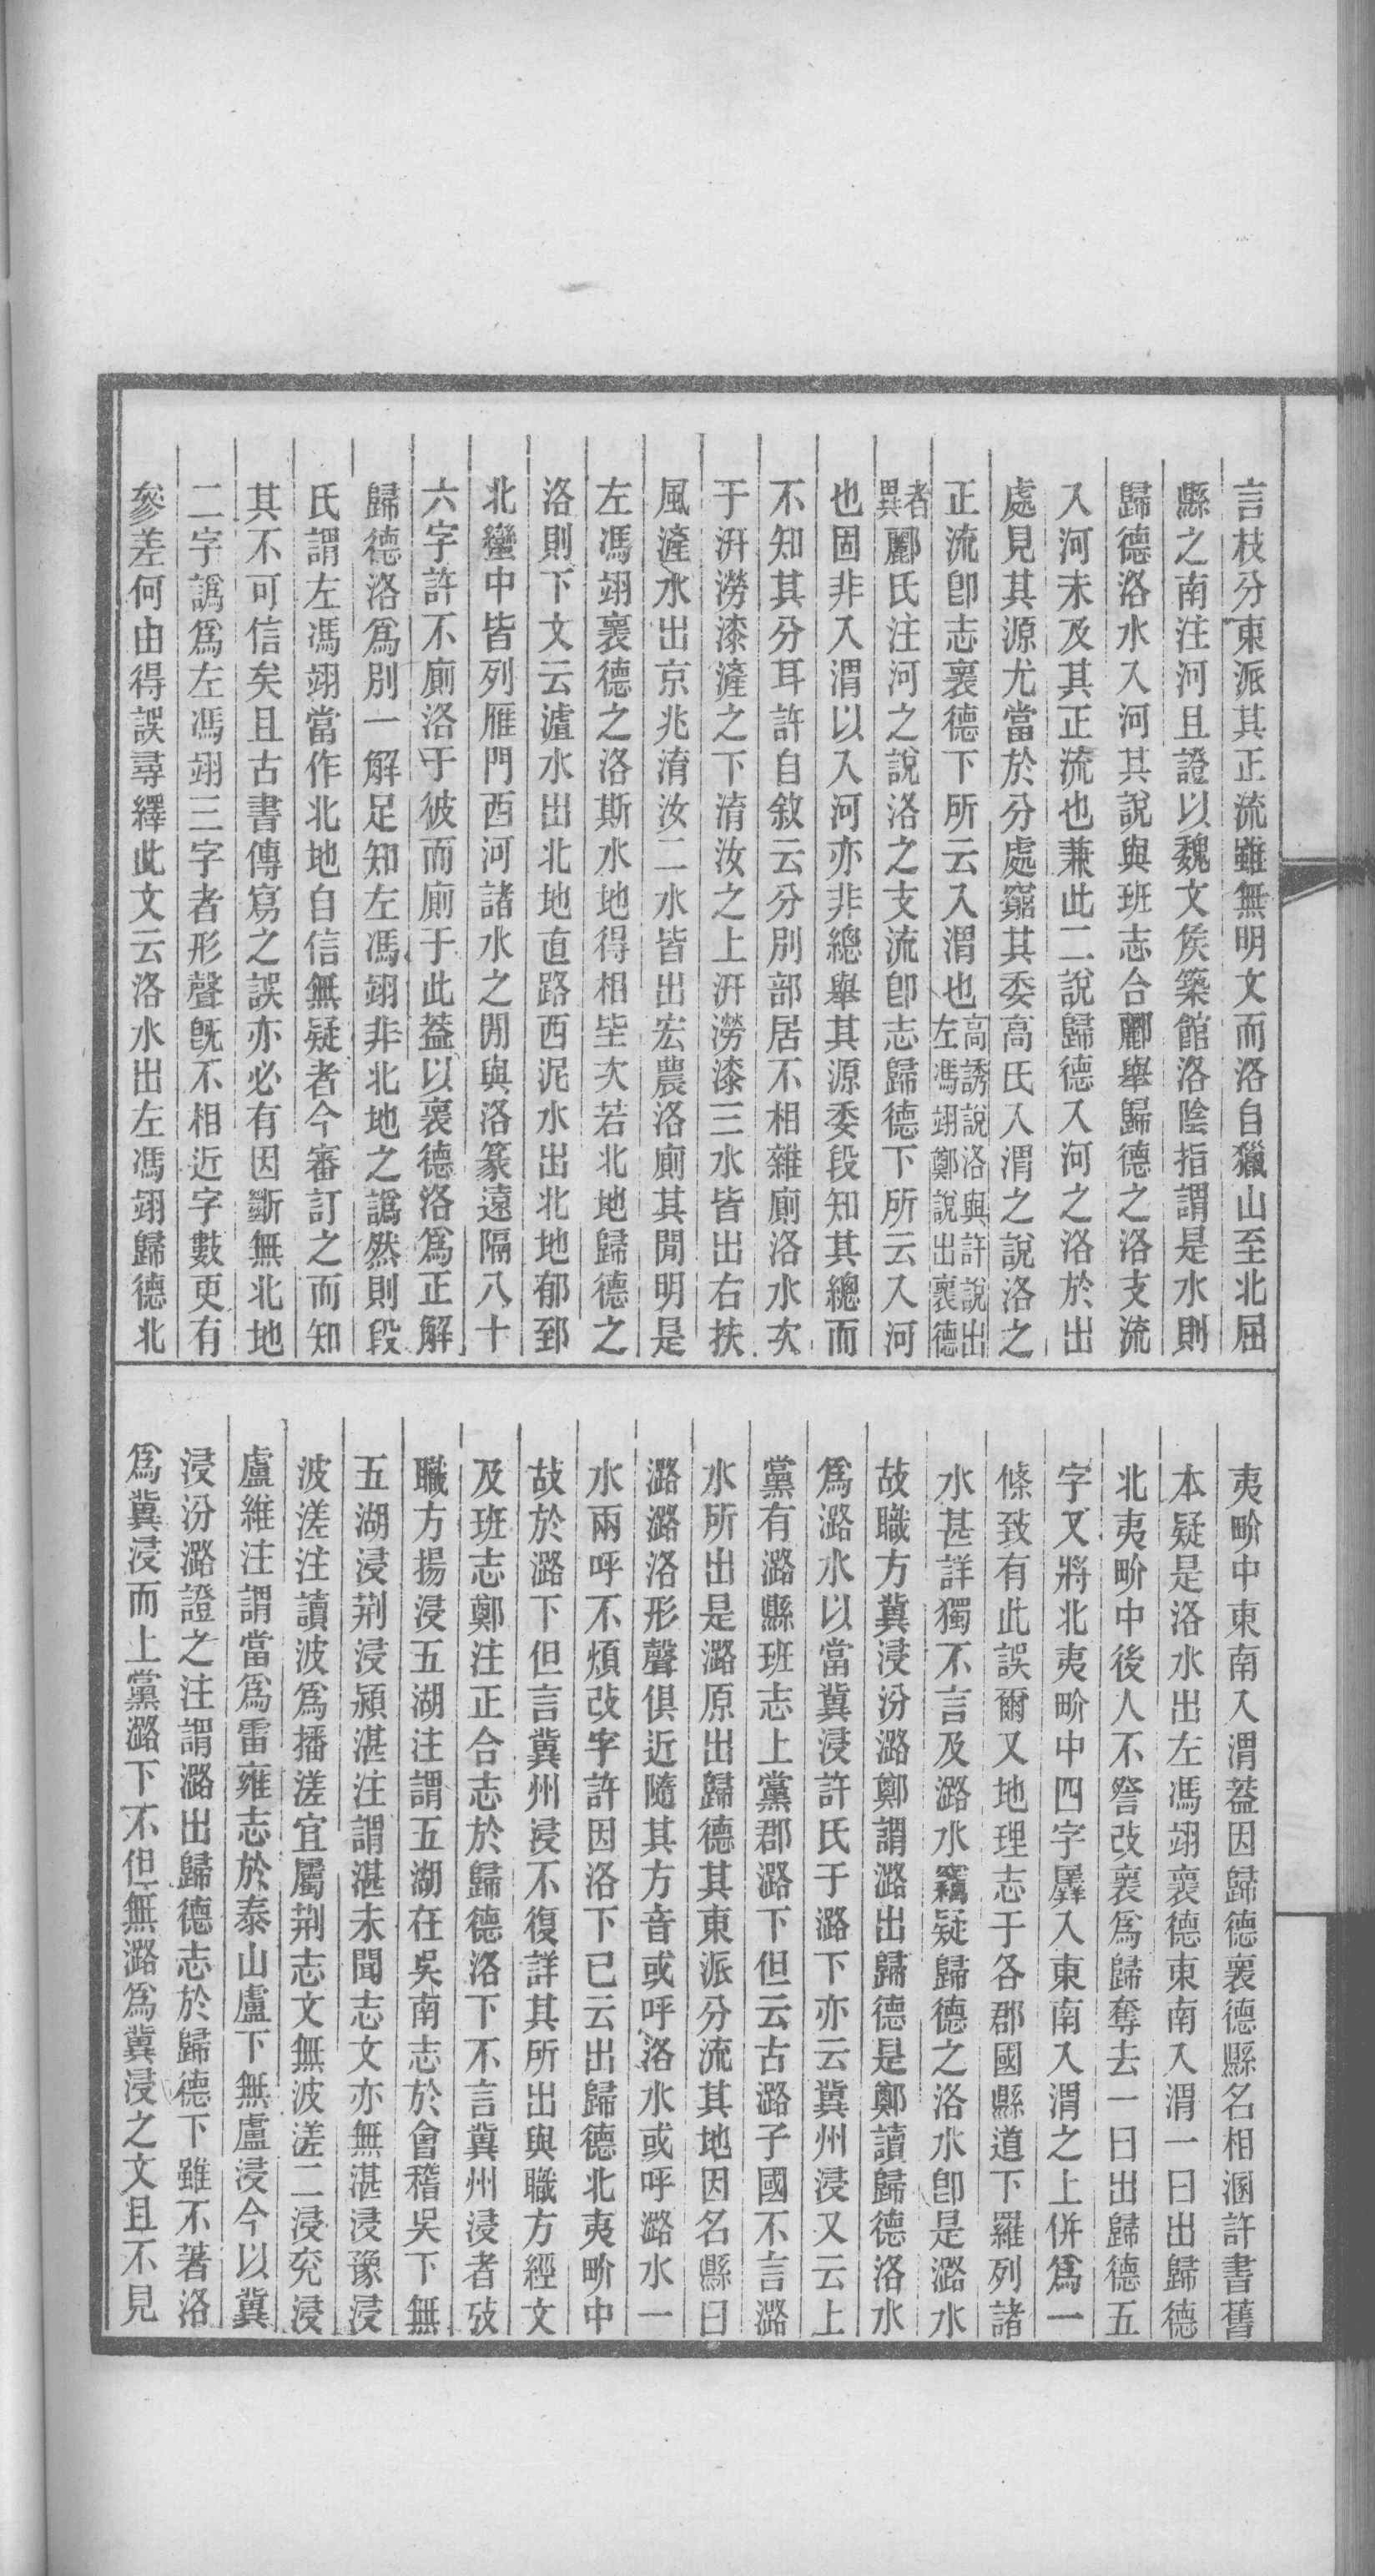 言枝分東派其正流雖無明文而洛自獵山至北屈
縣之南注河且證以魏文矦築館洛陰指謂是水則
歸德洛水入河其說與班志合酈舉歸德之洛支流
入河未及其正流也兼此二說歸德入河之洛於出
處見其源尤當於分處竆其委高氏入渭之說洛之
正流卽志襄德下所云入渭也高誘說洛與許說出左馮翊鄭說出襄德
異者酈氏注河之說洛之支流卽志歸德下所云入河
也固非入渭以入河亦非總舉其源委段知其總而
不知其分耳許自敘云分別部居不相雜廁洛水次
于汧澇漆滻之下淯汝之上汧澇漆三水皆出右扶
風滻水出京兆淯汝二水皆出宏農洛廁其閒明是
左馮翊襄德之洛斯水地得相坒次若北地歸德之
洛則下文云瀘水出北地直路西泥水出北地郁郅
北蠻中皆列雁門西河諸水之閒與洛篆遠隔八十
六字許不廁洛于彼而廁于此葢以襄德洛爲正解
歸德洛爲別一解足知左馮翊非北地之譌然則段
氏謂左馮翊當作北地自信無疑者今審訂之而知
其不可信矣且古書傳寫之誤亦必有因斷無北地
二字譌爲左馮翊三字者形聲旣不相近字數更有
參差何由得誤尋繹此文云洛水出左馮翊歸德北
夷畍中東南入渭葢因歸德襄德縣名相溷許書舊
本疑是洛水出左馮翊襄德東南入渭一曰出歸德
北夷畍中後人不詧改襄爲歸奪去一曰出歸德五
字又將北夷畍中四字羼入東南入渭之上併爲一
條致有此誤爾又地理志于各郡國縣道下羅列諸
水甚詳獨不言及潞水竊疑歸德之洛水卽是潞水
故職方冀浸汾潞鄭謂潞出歸德是鄭讀歸德洛水
爲潞水以當冀浸許氏于潞下亦云冀州浸又云上
黨有潞縣班志上黨郡潞下但云古潞子國不言潞
水所出是潞原出歸德其東派分流其地因名縣曰
潞潞洛形聲俱近隨其方音或呼洛水或呼潞水一
水兩呼不煩改字許因洛下已云出歸德北夷畍中
故於潞下但言冀州浸不復詳其所出與職方經文
及班志鄭注正合志於歸德洛下不言冀州浸者攷
職方揚浸五湖注謂五湖在吳南志於會稽吳下無
五湖浸荆浸潁湛注謂湛未聞志文亦無湛浸豫浸
波溠注讀波爲播溠宜屬荆志文無波溠二浸兖浸
盧維注謂當爲雷雍志於泰山盧下無盧浸今以冀
浸汾潞證之注謂潞出歸德志於歸德下雖不著洛
爲冀浸而上黨潞下不但無潞爲冀浸之文且不見